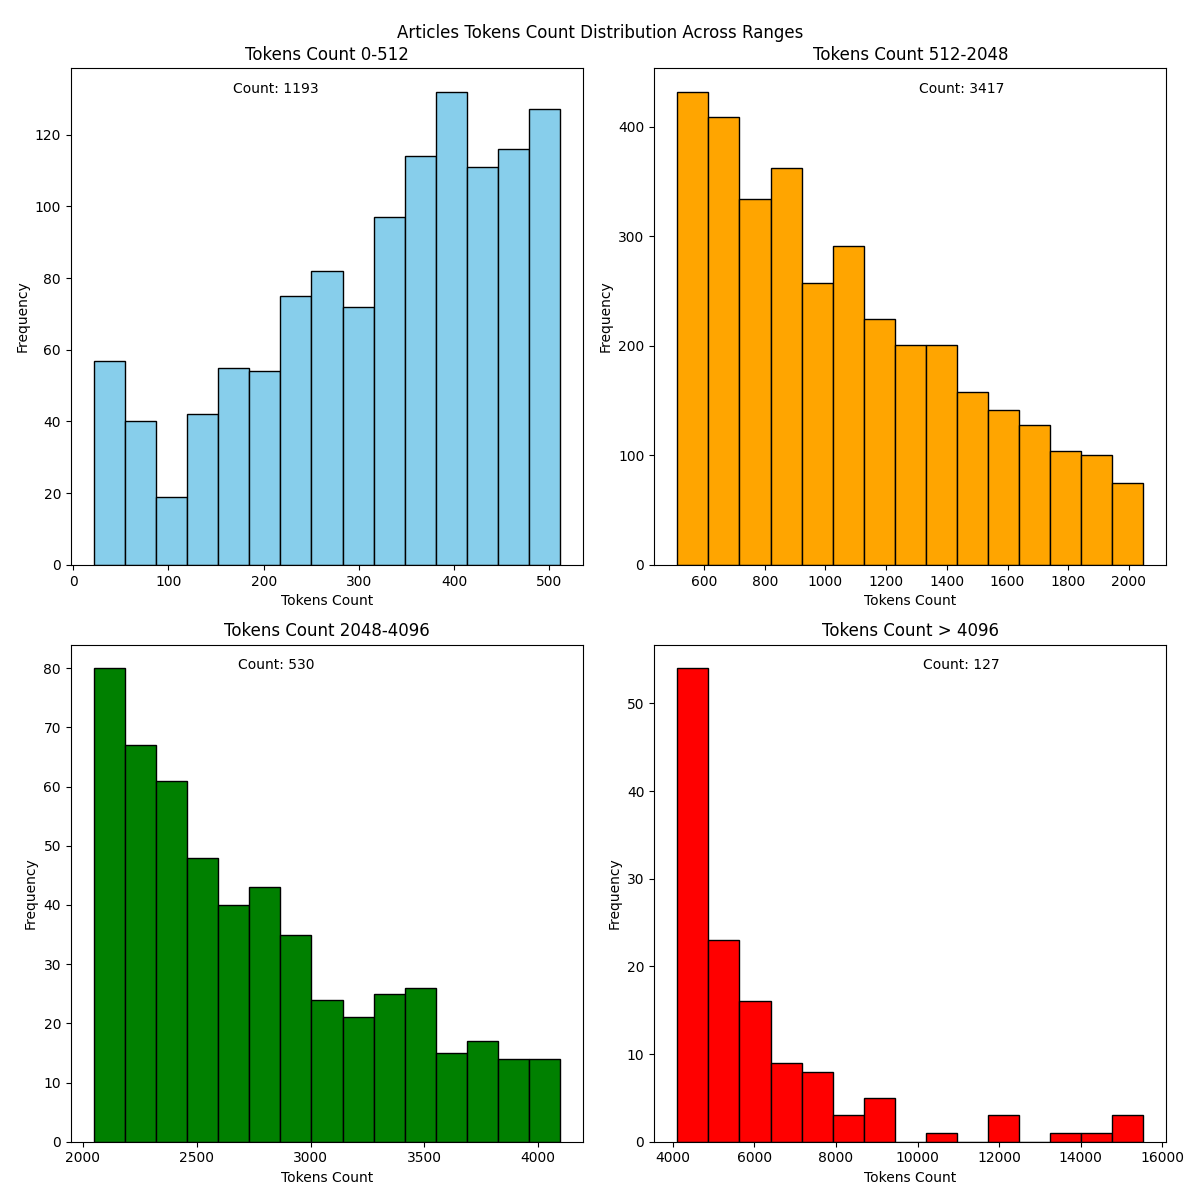 Articles Tokens Count Distribution Across Ranges
Tokens Count 0-512
Count: 1193
Frequency
120
100
80
60
40
20
0
0 100 200 300 400 500
Tokens Count
Tokens Count 512-2048
Count: 3417
Frequency
400
300
200
100
0
600 800 1000 1200 1400 1600 1800 2000
Tokens Count
Tokens Count 2048-4096
Count: 530
Frequency
80
70
60
50
40
30
20
10
0
2000 2500 3000 3500 4000
Tokens Count
Tokens Count > 4096
Count: 127
Frequency
50
40
30
20
10
0
4000 6000 8000 10000 12000 14000 16000
Tokens Count